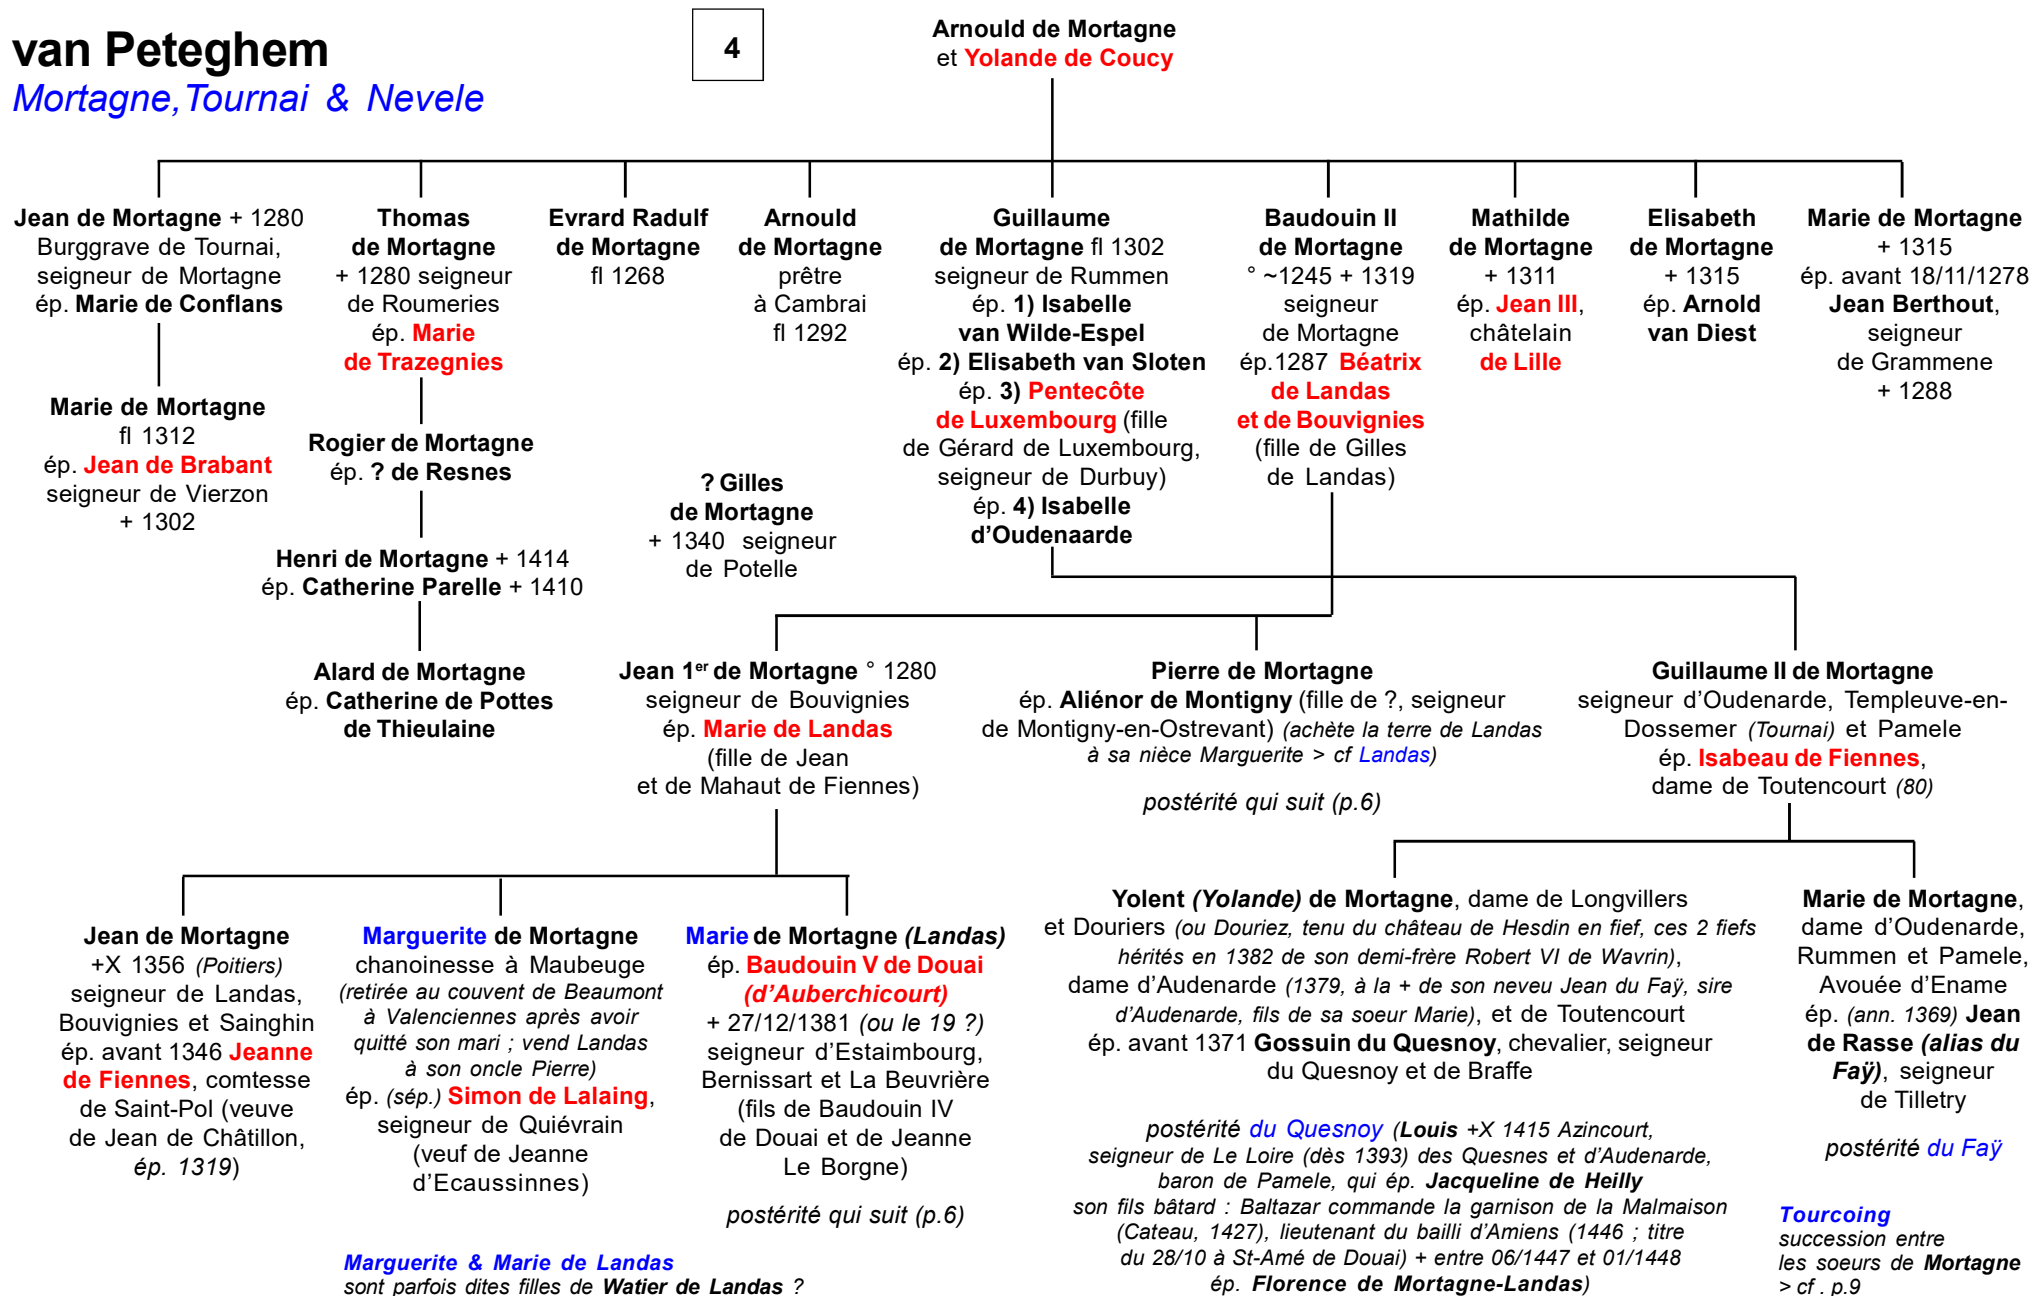 van Peteghem
Mortagne,Tournai & Nevele
4
Arnould de Mortagne
et Yolande de Coucy
Jean de Mortagne + 1280
Burggrave de Tournai,
seigneur de Mortagne
ép. Marie de Conflans
Thomas
de Mortagne
+ 1280 seigneur
de Roumeries
ép. Marie
de Trazegnies
Evrard Radulf
de Mortagne
fl 1268
Arnould
de Mortagne
prêtre
à Cambrai
fl 1292
Guillaume
de Mortagne fl 1302
seigneur de Rummen
ép. 1) Isabelle
van Wilde-Espel
ép. 2) Elisabeth van Sloten
ép. 3) Pentecôte
de Luxembourg (fille
de Gérard de Luxembourg,
seigneur de Durbuy)
ép. 4) Isabelle
d'Oudenaarde
Baudouin II
de Mortagne
° ~1245 + 1319
seigneur
de Mortagne
ép.1287 Béatrix
de Landas
et de Bouvignies
(fille de Gilles
de Landas)
Mathilde
de Mortagne
+ 1311
ép. Jean III,
châtelain
de Lille
Elisabeth
de Mortagne
+ 1315
ép. Arnold
van Diest
Marie de Mortagne
+ 1315
ép. avant 18/11/1278
Jean Berthout,
seigneur
de Grammene
+ 1288
Marie de Mortagne
fl 1312
ép. Jean de Brabant
seigneur de Vierzon
+ 1302
Rogier de Mortagne
ép. ? de Resnes
? Gilles
de Mortagne
+ 1340 seigneur
de Potelle
Henri de Mortagne + 1414
ép. Catherine Parelle + 1410
Alard de Mortagne
ép. Catherine de Pottes
de Thieulaine
Jean 1er de Mortagne ° 1280
seigneur de Bouvignies
ép. Marie de Landas
(fille de Jean
et de Mahaut de Fiennes)
Pierre de Mortagne
ép. Aliénor de Montigny (fille de ?, seigneur
de Montigny-en-Ostrevant) (achète la terre de Landas
à sa nièce Marguerite > cf Landas)
postérité qui suit (p.6)
Guillaume II de Mortagne
seigneur d'Oudenarde, Templeuve-en-
Dossemer (Tournai) et Pamele
ép. Isabeau de Fiennes,
dame de Toutencourt (80)
Jean de Mortagne
+X 1356 (Poitiers)
seigneur de Landas,
Bouvignies et Sainghin
ép. avant 1346 Jeanne
de Fiennes, comtesse
de Saint-Pol (veuve
de Jean de Châtillon,
ép. 1319)
Marguerite de Mortagne
chanoinesse à Maubeuge
(retirée au couvent de Beaumont
à Valenciennes après avoir
quitté son mari ; vend Landas
à son oncle Pierre)
ép. (sép.) Simon de Lalaing,
seigneur de Quiévrain
(veuf de Jeanne
d'Ecaussinnes)
Marie de Mortagne (Landas)
ép. Baudouin V de Douai
(d'Auberchicourt)
+ 27/12/1381 (ou le 19 ?)
seigneur d'Estaimbourg,
Bernissart et La Beuvrière
(fils de Baudouin IV
de Douai et de Jeanne
Le Borgne)
postérité qui suit (p.6)
Marguerite & Marie de Landas
sont parfois dites filles de Watier de Landas ?
Yolent (Yolande) de Mortagne, dame de Longvillers
et Douriers (ou Douriez, tenu du château de Hesdin en fief, ces 2 fiefs
hérités en 1382 de son demi-frère Robert VI de Wavrin),
dame d'Audenarde (1379, à la + de son neveu Jean du Faÿ, sire
d'Audenarde, fils de sa soeur Marie), et de Toutencourt
ép. avant 1371 Gossuin du Quesnoy, chevalier, seigneur
du Quesnoy et de Braffe
postérité du Quesnoy (Louis +X 1415 Azincourt,
seigneur de Le Loire (dès 1393) des Quesnes et d'Audenarde,
baron de Pamele, qui ép. Jacqueline de Heilly
son fils bâtard : Baltazar commande la garnison de la Malmaison
(Cateau, 1427), lieutenant du bailli d'Amiens (1446 ; titre
du 28/10 à St-Amé de Douai) + entre 06/1447 et 01/1448
ép. Florence de Mortagne-Landas)
Marie de Mortagne,
dame d'Oudenarde,
Rummen et Pamele,
Avouée d'Ename
ép. (ann. 1369) Jean
de Rasse (alias du
Faÿ), seigneur
de Tilletry
postérité du Faÿ
Tourcoing
succession entre
les soeurs de Mortagne
> cf . p.9